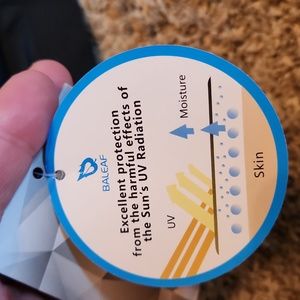 BALEAF
Excellent protection
from the harmful effects of
the Sun's UV Radiation
Moisture
UV
Skin